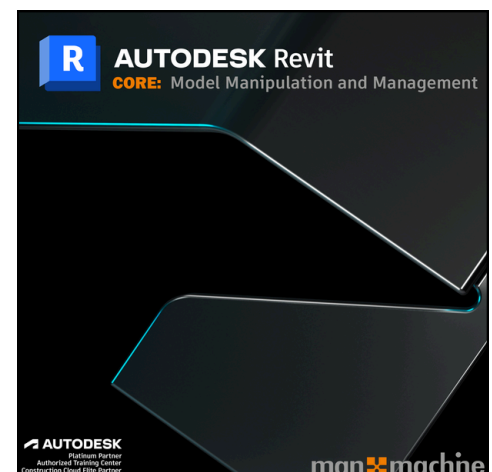 R
AUTODESK Revit
CORE: Model Manipulation and Management
AUTODESK
Platinum Partner
Authorized Training Center
Construction Cloud Elite Partner
man machine